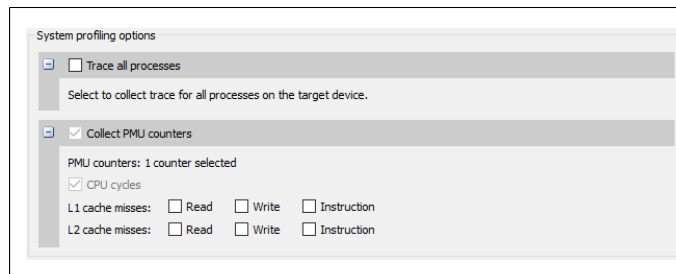 System profiling options
Trace all processes
Select to collect trace for all processes on the target device.
Collect PMU counters
PMU counters: 1 counter selected
CPU cycles
L1 cache misses: Read Write Instruction
L2 cache misses: Read Write Instruction